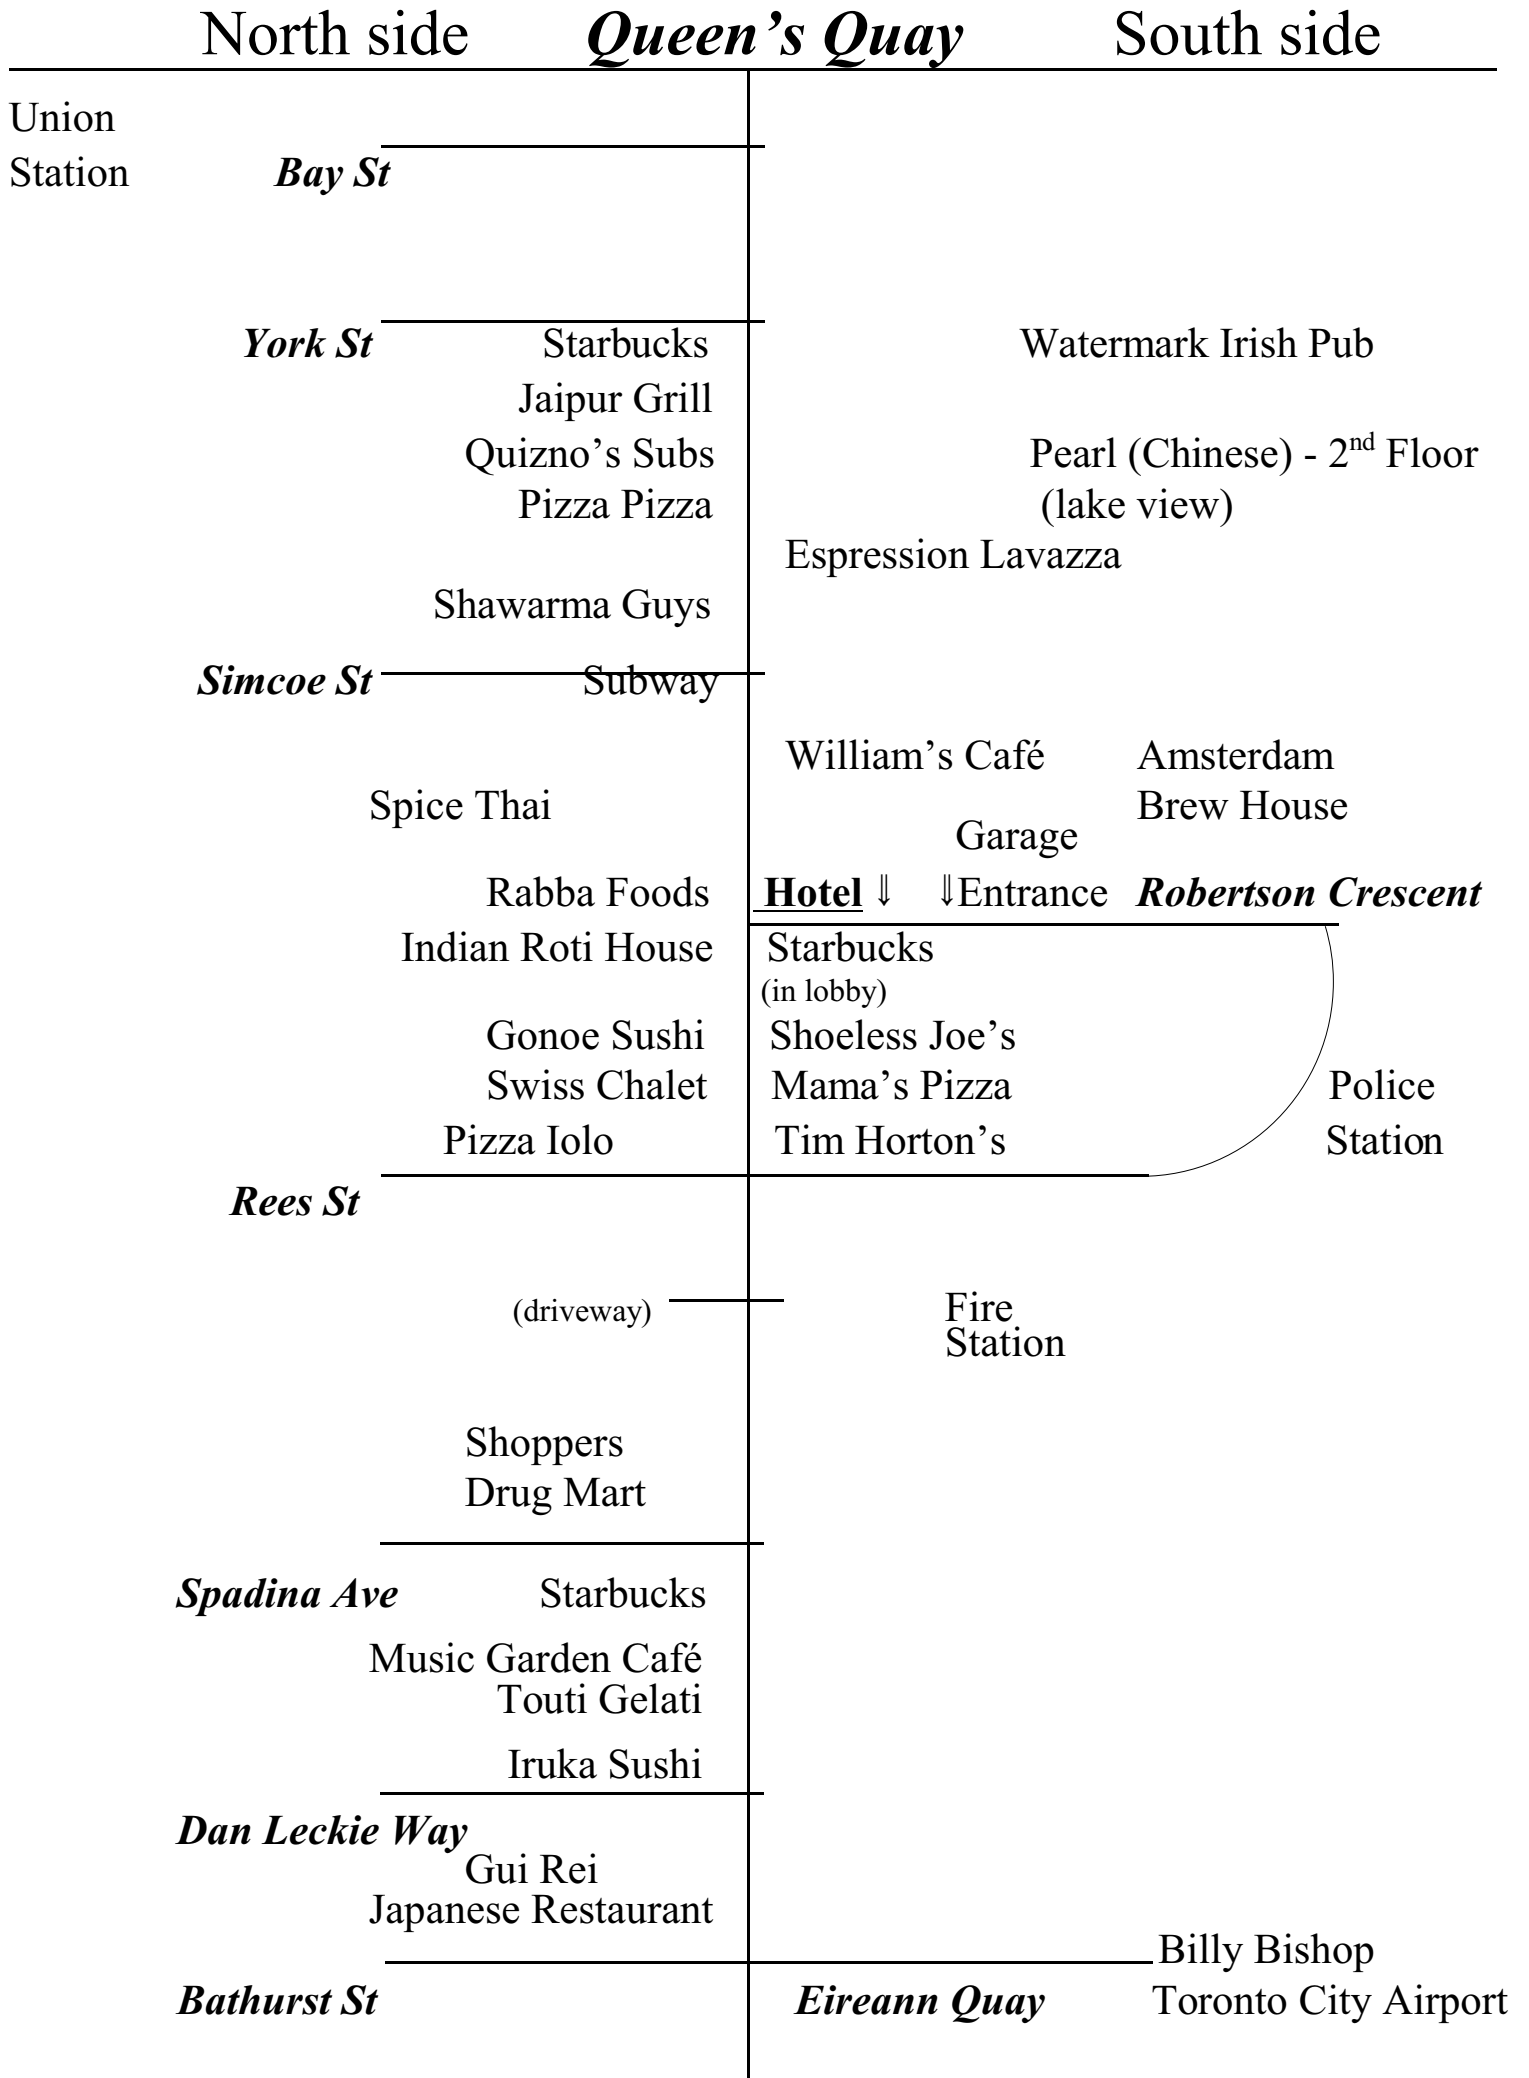 North side Queen’s Quay South side
Union
Station Bay St
York St Starbucks Watermark Irish Pub
Jaipur Grill
Quizno’s Subs Pearl (Chinese) - 2nd Floor
Pizza Pizza (lake view)
Espression Lavazza
Shawarma Guys
Simcoe St Subway
William’s Café Amsterdam
Spice Thai Brew House
Garage
Rabba Foods Hotel ⇓ ⇓Entrance Robertson Crescent
Indian Roti House Starbucks
(in lobby)
Gonoe Sushi Shoeless Joe’s
Swiss Chalet Mama’s Pizza Police
Pizza Iolo Tim Horton’s Station
Rees St
(driveway) Fire
Station
Shoppers
Drug Mart
Spadina Ave Starbucks
Music Garden Café
Touti Gelati
Iruka Sushi
Dan Leckie Way
Gui Rei
Japanese Restaurant
Billy Bishop
Bathurst St Eireann Quay Toronto City Airport